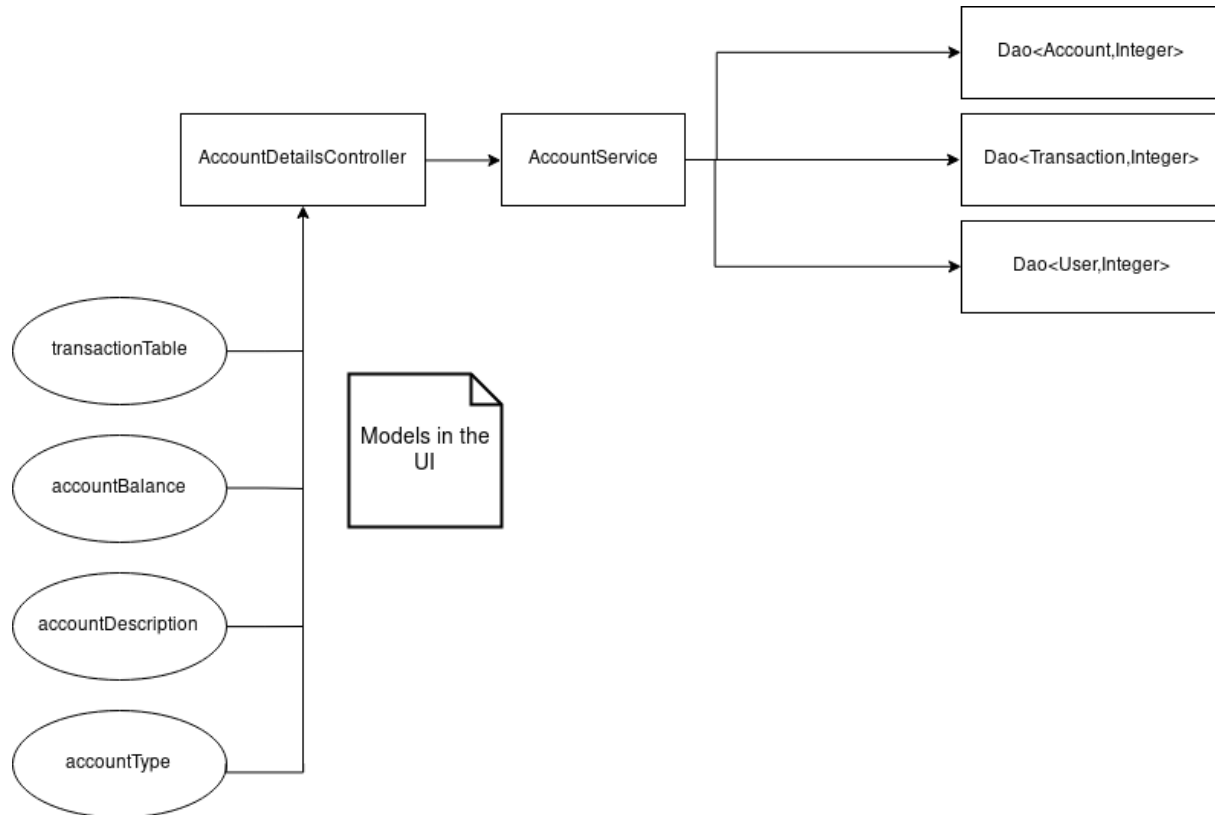 Dao<Account,Integer>
AccountDetailsController
AccountService
Dao<Transaction,Integer>
Dao<User,Integer>
transactionTable
Models in the
UI
accountBalance
accountDescription
accountType